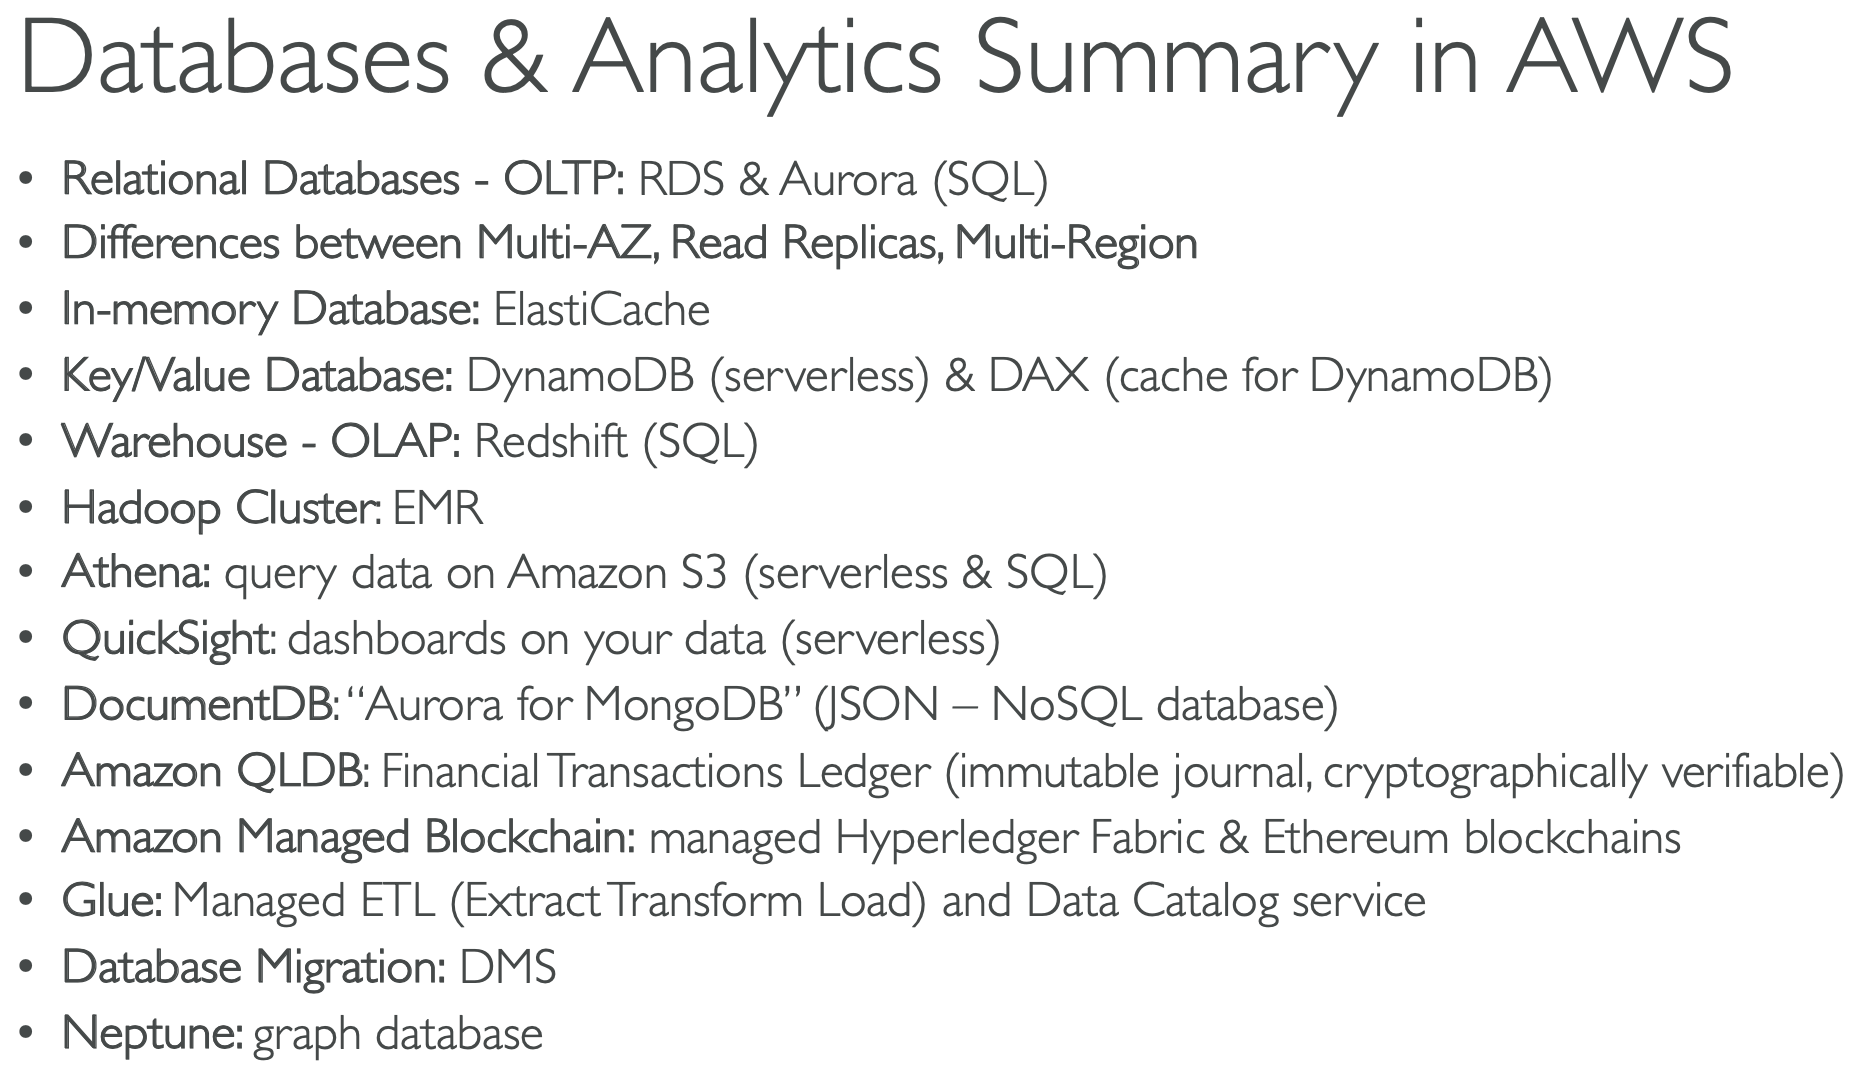 Databases & Analytics Summary in AWS
• Relational Databases - OLTP: RDS & Aurora (SQL)
• Differences between Multi-AZ, Read Replicas, Multi-Region
• In-memory Database: ElastiCache
• Key/Value Database: DynamoDB (serverless) & DAX (cache for DynamoDB)
• Warehouse - OLAP: Redshift (SQL)
• Hadoop Cluster: EMR
• Athena: query data on Amazon S3 (serverless & SQL)
• QuickSight: dashboards on your data (serverless)
• DocumentDB: “Aurora for MongoDB” (JSON – NoSQL database)
• Amazon QLDB: Financial Transactions Ledger (immutable journal, cryptographically verifiable)
• Amazon Managed Blockchain: managed Hyperledger Fabric & Ethereum blockchains
• Glue: Managed ETL (Extract Transform Load) and Data Catalog service
• Database Migration: DMS
• Neptune: graph database